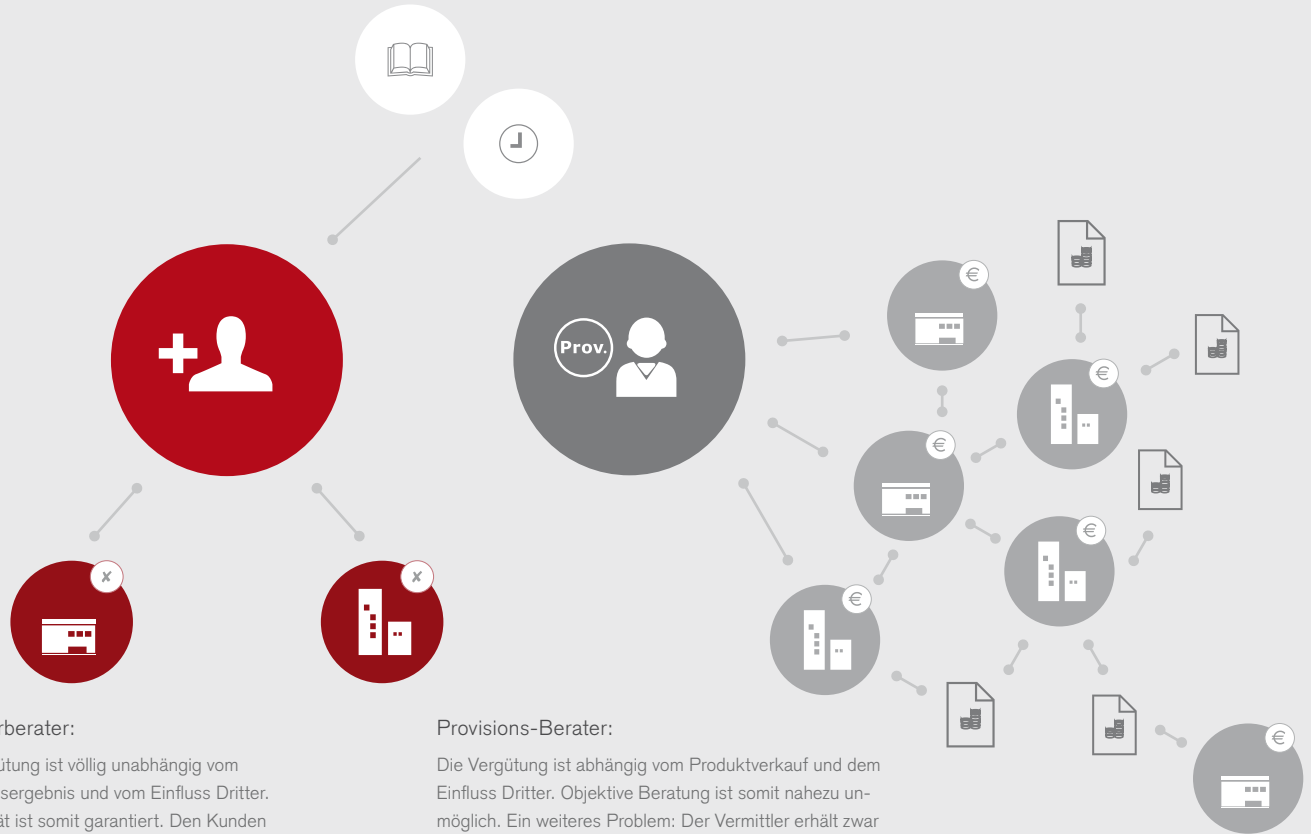 Prov.
€
€
€
€
€
€
rberater:
ütung ist völlig unabhängig vom
sergebnis und vom Einfluss Dritter.
ät ist somit garantiert. Den Kunden
Provisions-Berater:
Die Vergütung ist abhängig vom Produktverkauf und dem
Einfluss Dritter. Objektive Beratung ist somit nahezu un-
möglich. Ein weiteres Problem: Der Vermittler erhält zwar